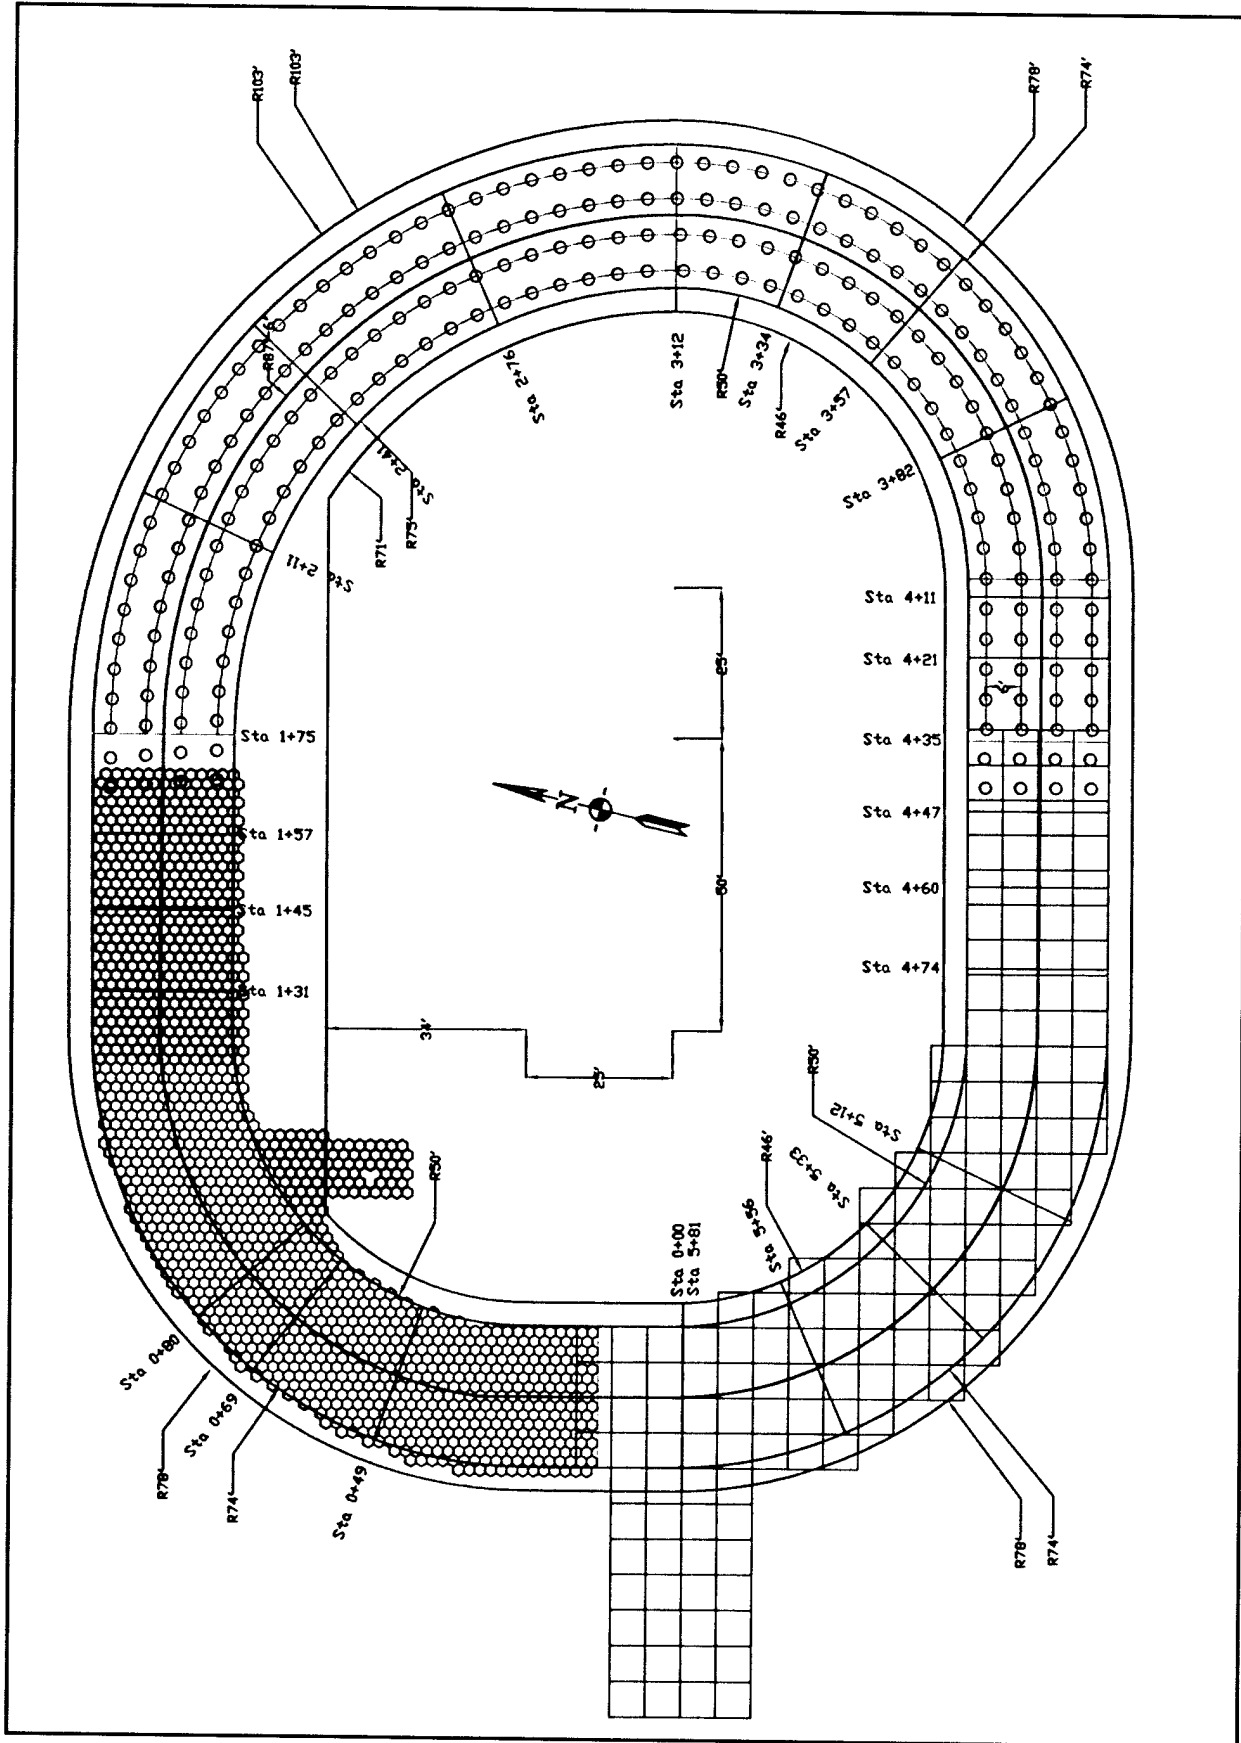 R103'
R103'
R78'
R74'
R87'-6"
Sta 2+76
Sta 3+12
R50'
Sta 3+34
R46'
Sta 3+57
Sta 3+82
Sta 2+41
R75'
R71'
Sta 2+11
Sta 4+11
25'
Sta 4+21
6'
Sta 1+75
Sta 4+35
N
Sta 1+57
Sta 4+47
50'
Sta 4+60
Sta 1+45
Sta 4+74
Sta 1+31
34'
25'
R50'
Sta 5+12
Sta 5+33
R46'
R50'
Sta 5+56
Sta 0+00
Sta 5+81
Sta 0+80
Sta 0+69
R78'
R74'
Sta 0+49
R78'
R74'